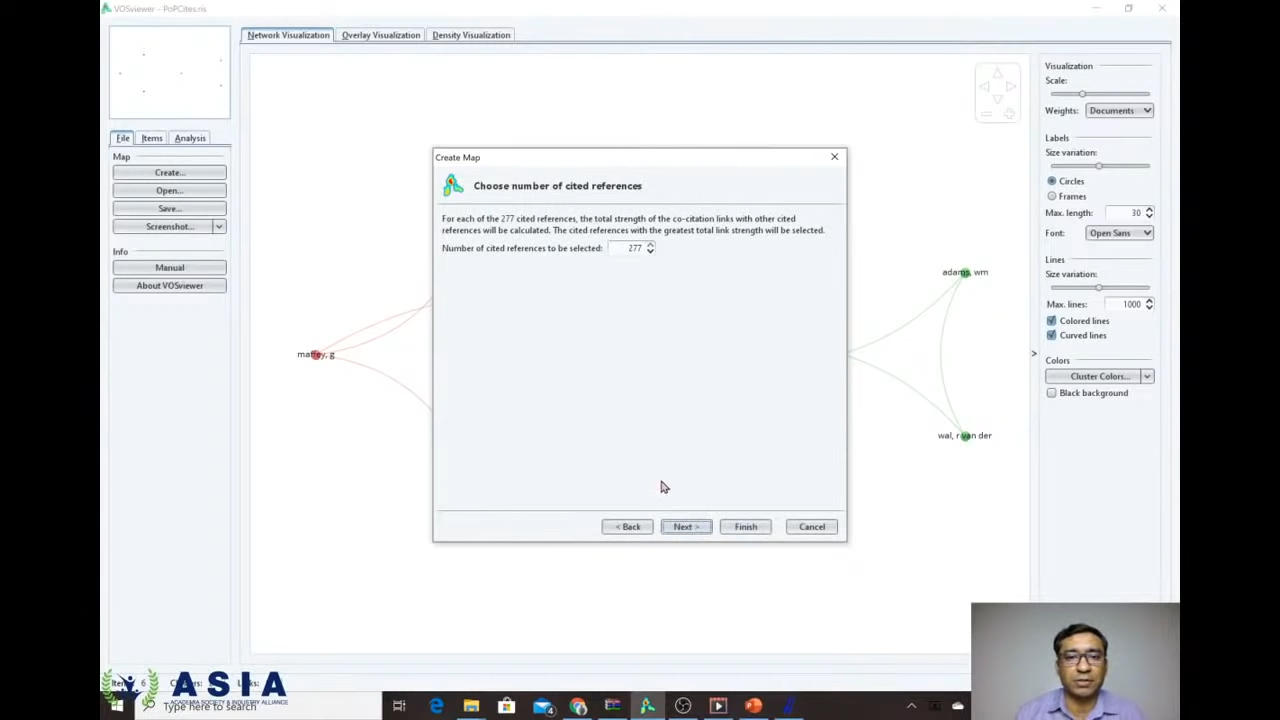 VOSviewer - PoPCites.ris
Network Visualization
Overlay Visualization
Density Visualization
File
Items
Analysis
Map
Create...
Open...
Save...
Screenshot...
Info
Manual
About VOSviewer
Create Map
Choose number of cited references
For each of the 277 cited references, the total strength of the co-citation links with other cited
references will be calculated. The cited references with the greatest total link strength will be selected.
Number of cited references to be selected: 277
< Back
Next >
Finish
Cancel
adams, wm
wal, r van der
Visualization
Scale:
Weights: Documents
Labels
Size variation:
Circles
Frames
Max. length: 30
Font: Open Sans
Lines
Size variation:
Max. lines: 1000
Colored lines
Curved lines
Colors
Cluster Colors...
Black background
ASIA
ACADEMIA SOCIETY & INDUSTRY ALLIANCE
Type here to search